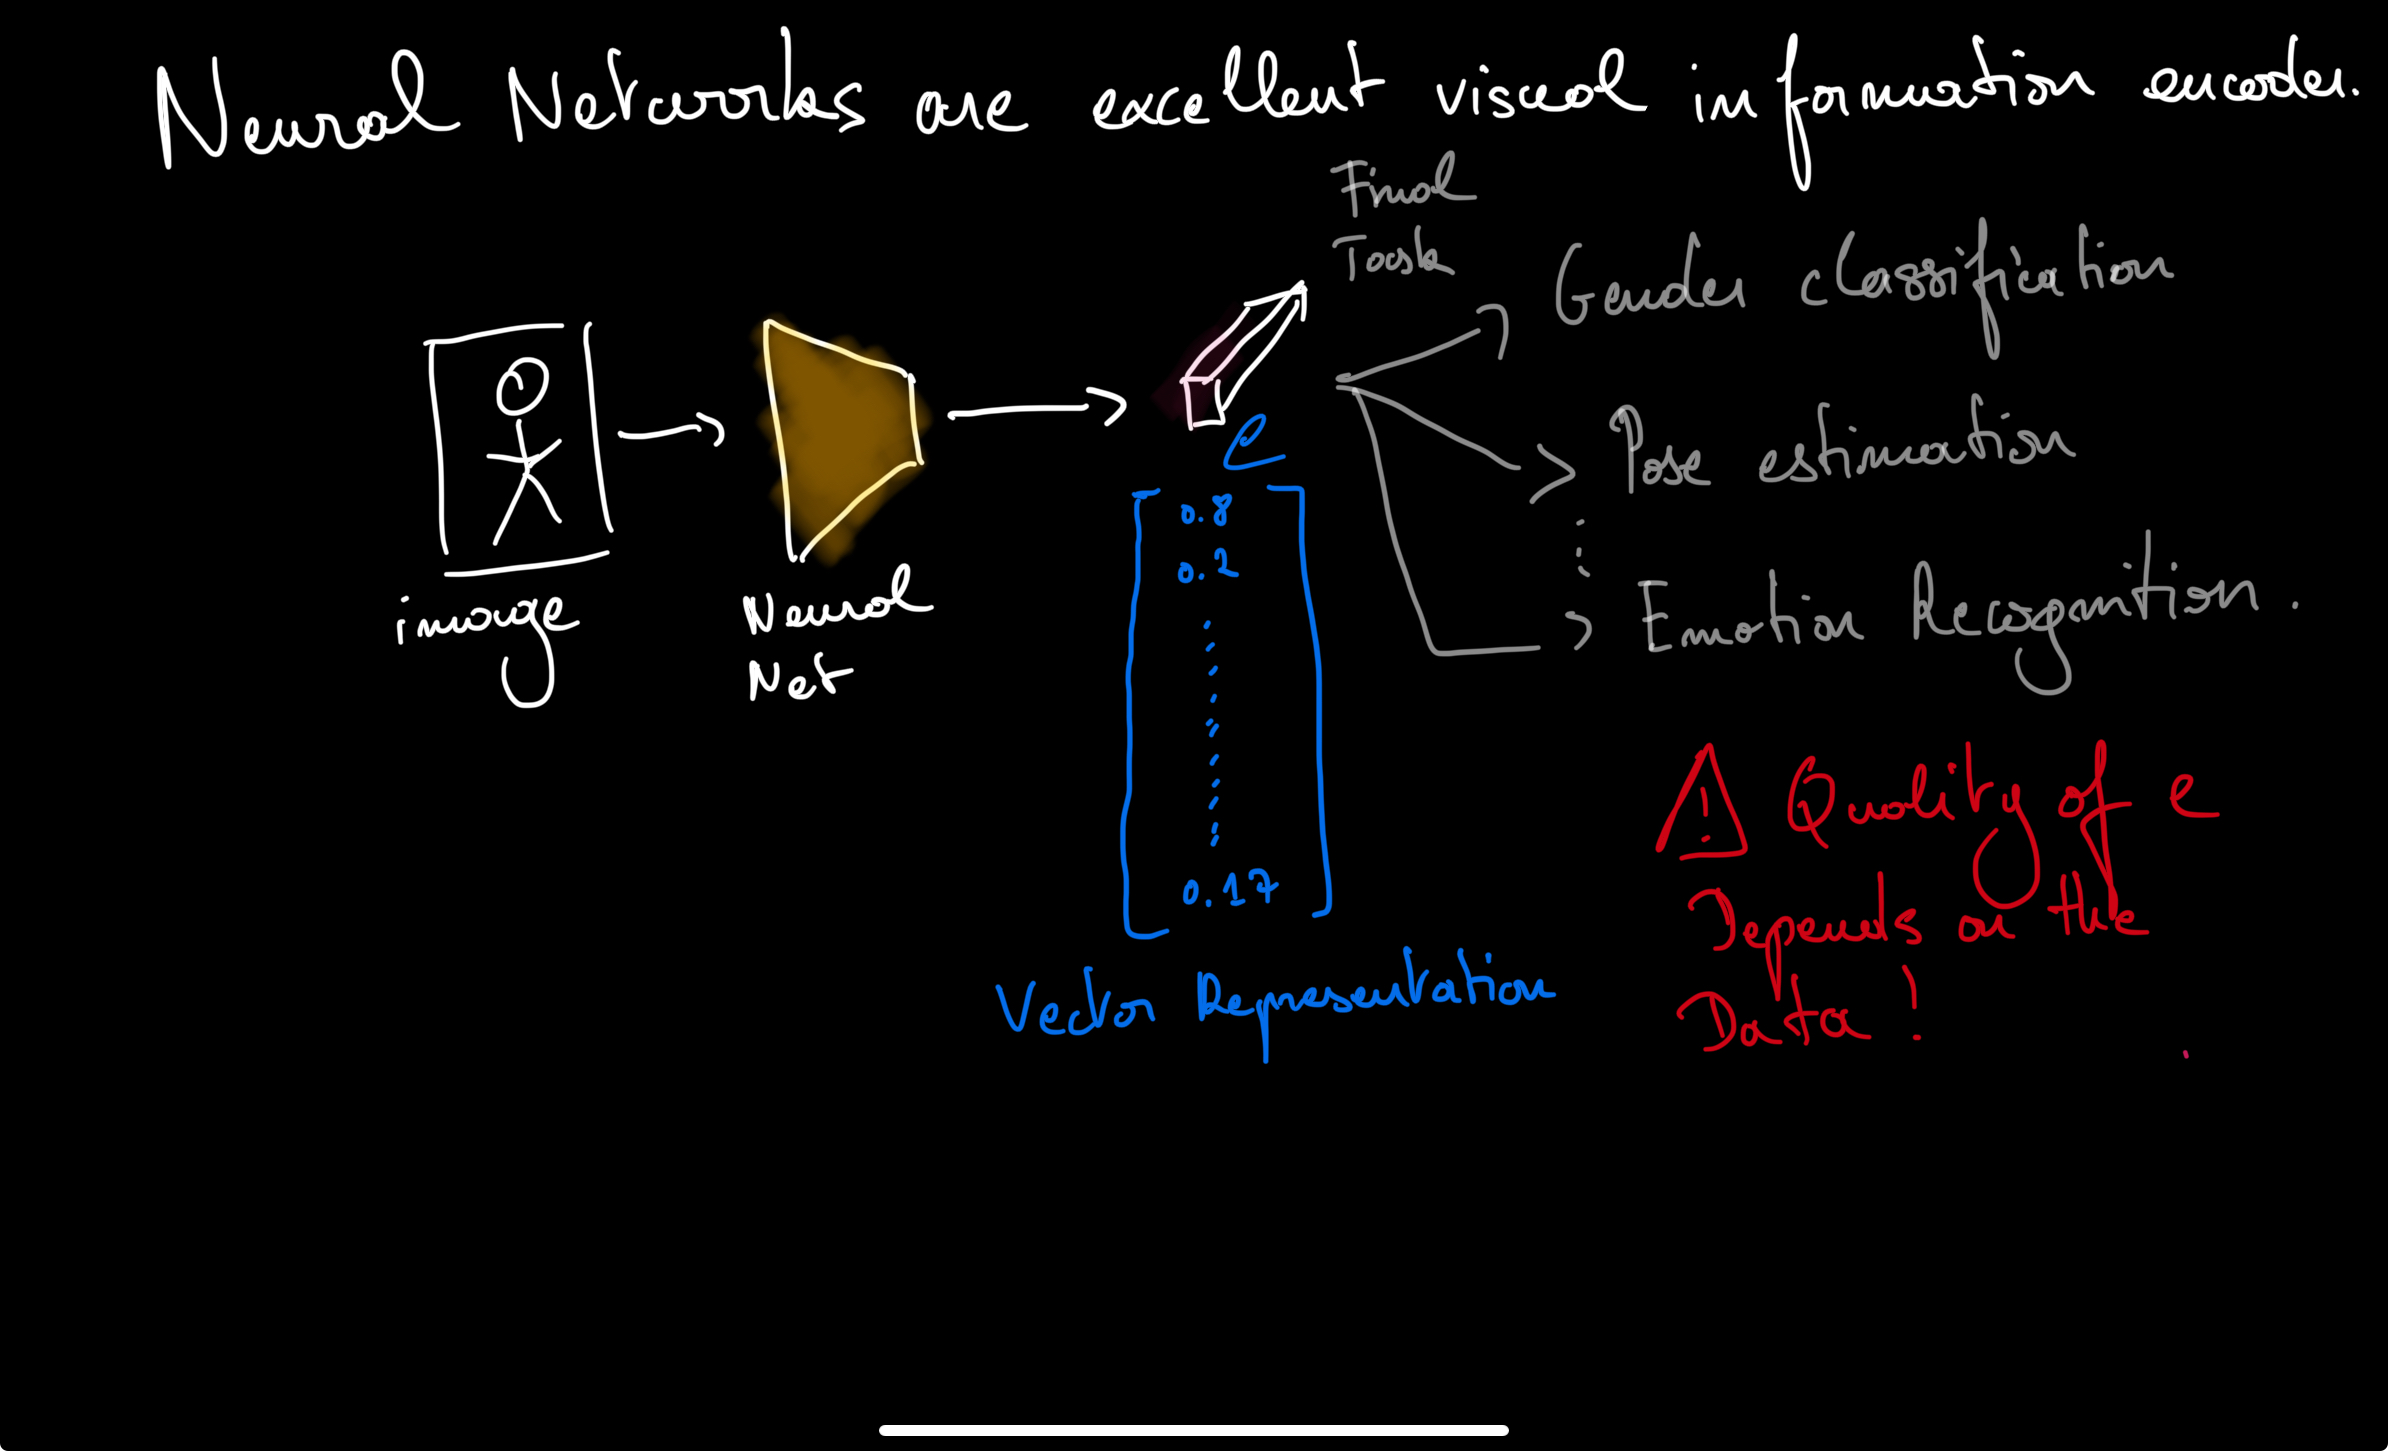 Neural Networks are excellent visual information encoder.
Final
Task
Gender classification
Pose estimation
Emotion Recognition.
image
Neural
Net
e
0.8
0.2
0.17
Vector Representation
! Quality of e
Depends on the
Data!